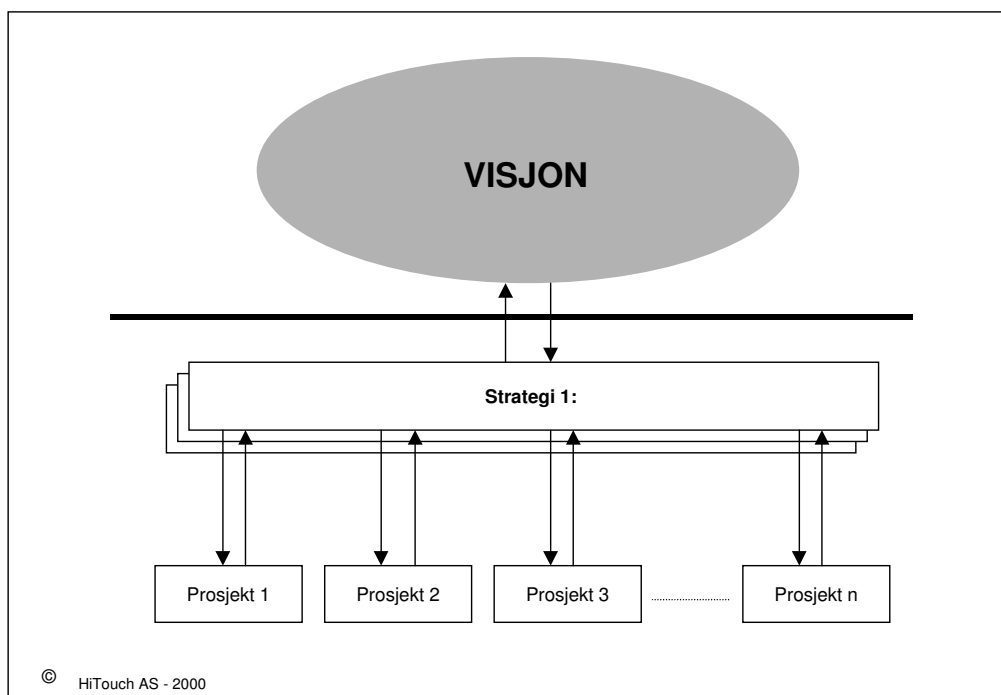 VISJON
Strategi 1:
Prosjekt 1 Prosjekt 2 Prosjekt 3 ............................ Prosjekt n
© HiTouch AS - 2000